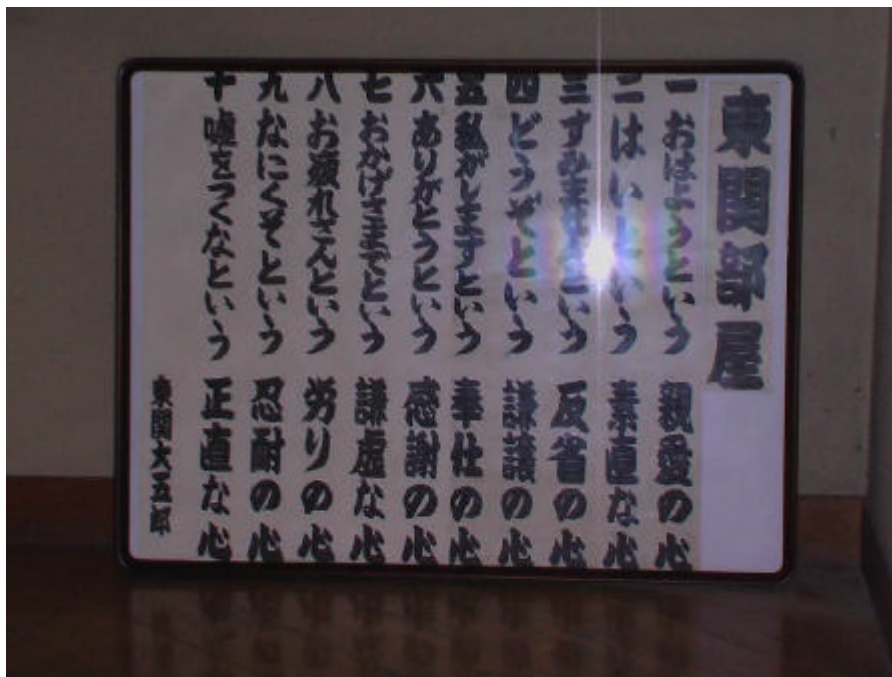 東関部屋
一 おはようという 親愛の心
二 はいという 素直な心
三 すみませんという 反省の心
四 どうぞという 謙譲の心
五 私がしますという 奉仕の心
六 ありがとうという 感謝の心
七 おかげさまでという 謙虚な心
八 お疲れさんという 労りの心
九 なにくそという 忍耐の心
十 嘘をつくなという 正直な心
東関大五郎